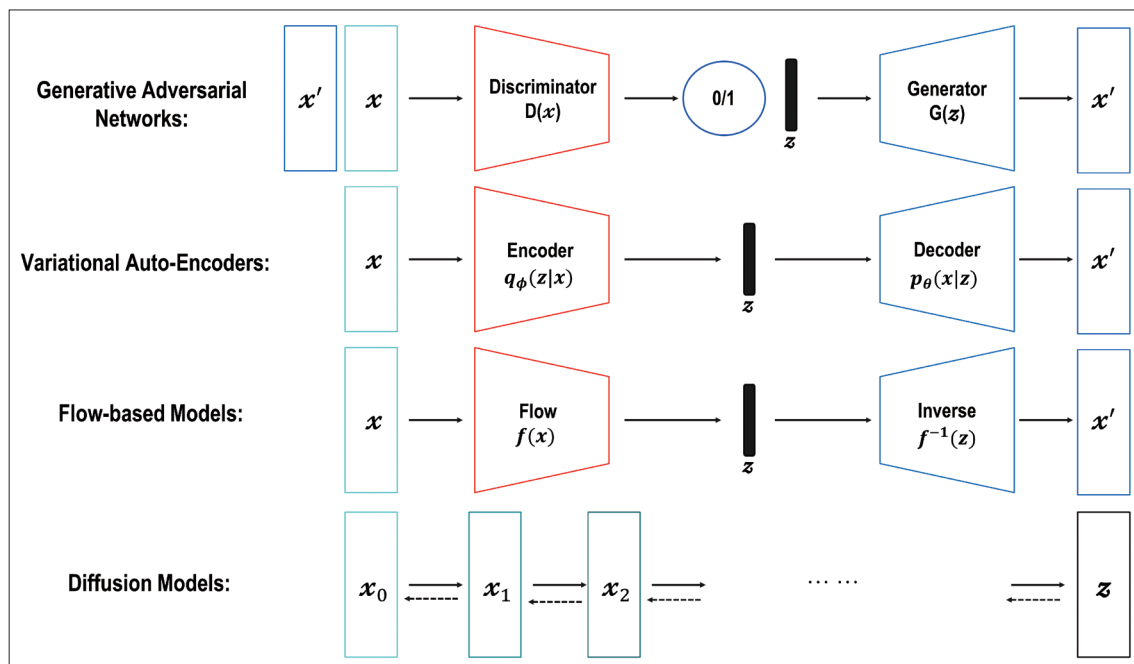 Generative Adversarial
Networks:
x′
x
Discriminator
D(x)
0/1
z
Generator
G(z)
x′
Variational Auto-Encoders:
x
Encoder
qϕ(z|x)
z
Decoder
pθ(x|z)
x′
Flow-based Models:
x
Flow
f(x)
z
Inverse
f⁻¹(z)
x′
Diffusion Models:
x₀
x₁
x₂
... ...
z